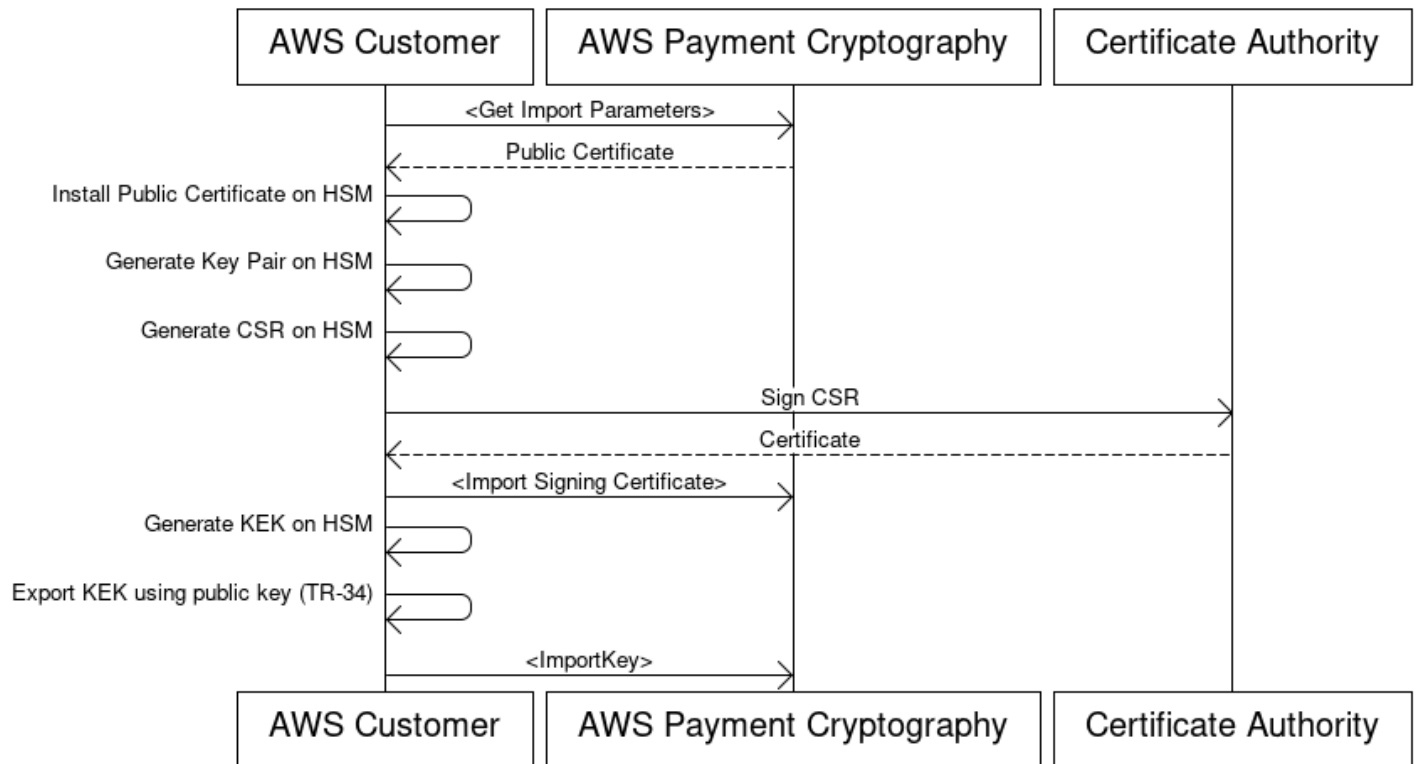 AWS Customer
AWS Payment Cryptography
Certificate Authority
<Get Import Parameters>
Public Certificate
Install Public Certificate on HSM
Generate Key Pair on HSM
Generate CSR on HSM
Sign CSR
Certificate
<Import Signing Certificate>
Generate KEK on HSM
Export KEK using public key (TR-34)
<ImportKey>
AWS Customer
AWS Payment Cryptography
Certificate Authority